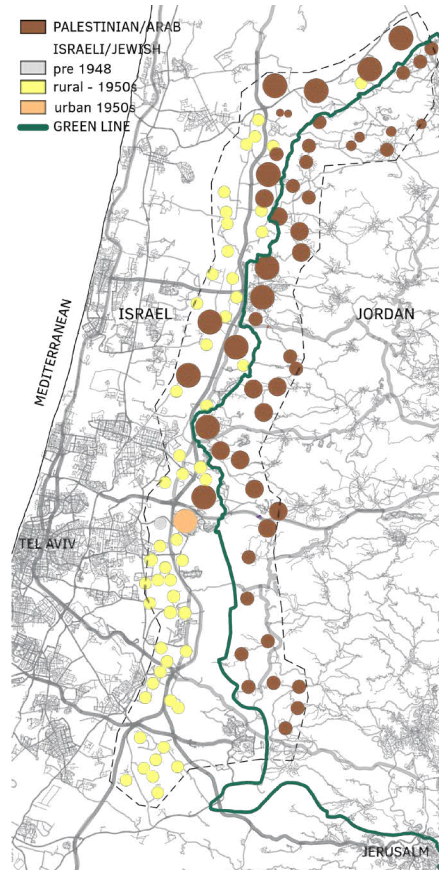 PALESTINIAN/ARAB
ISRAELI/JEWISH
pre 1948
rural - 1950s
urban 1950s
GREEN LINE
MEDITERRANEAN
ISRAEL
JORDAN
TEL AVIV
JERUSALM